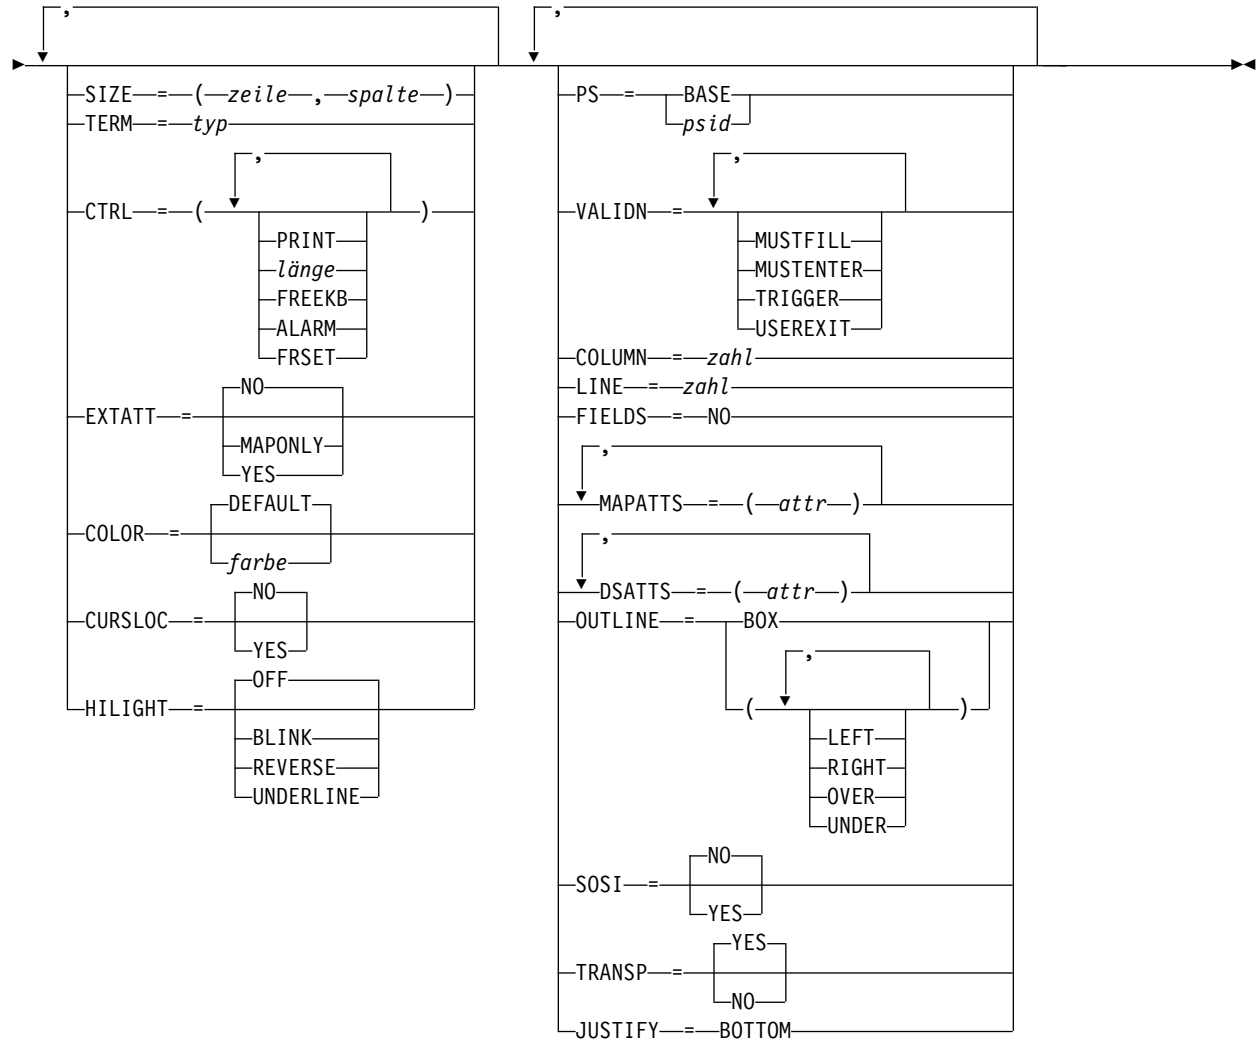 , ,
SIZE = ( zeile , spalte )
TERM = typ
,
CTRL = ( )
PRINT
länge
FREEKB
ALARM
FRSET
NO
EXTATT =
MAPONLY
YES
DEFAULT
COLOR =
farbe
NO
CURSLOC =
YES
OFF
HILIGHT =
BLINK
REVERSE
UNDERLINE
PS = BASE
psid
,
VALIDN =
MUSTFILL
MUSTENTER
TRIGGER
USEREXIT
COLUMN = zahl
LINE = zahl
FIELDS = NO
,
MAPATTS = ( attr )
,
DSATTS = ( attr )
OUTLINE = BOX
,
( )
LEFT
RIGHT
OVER
UNDER
NO
SOSI =
YES
YES
TRANSP =
NO
JUSTIFY = BOTTOM